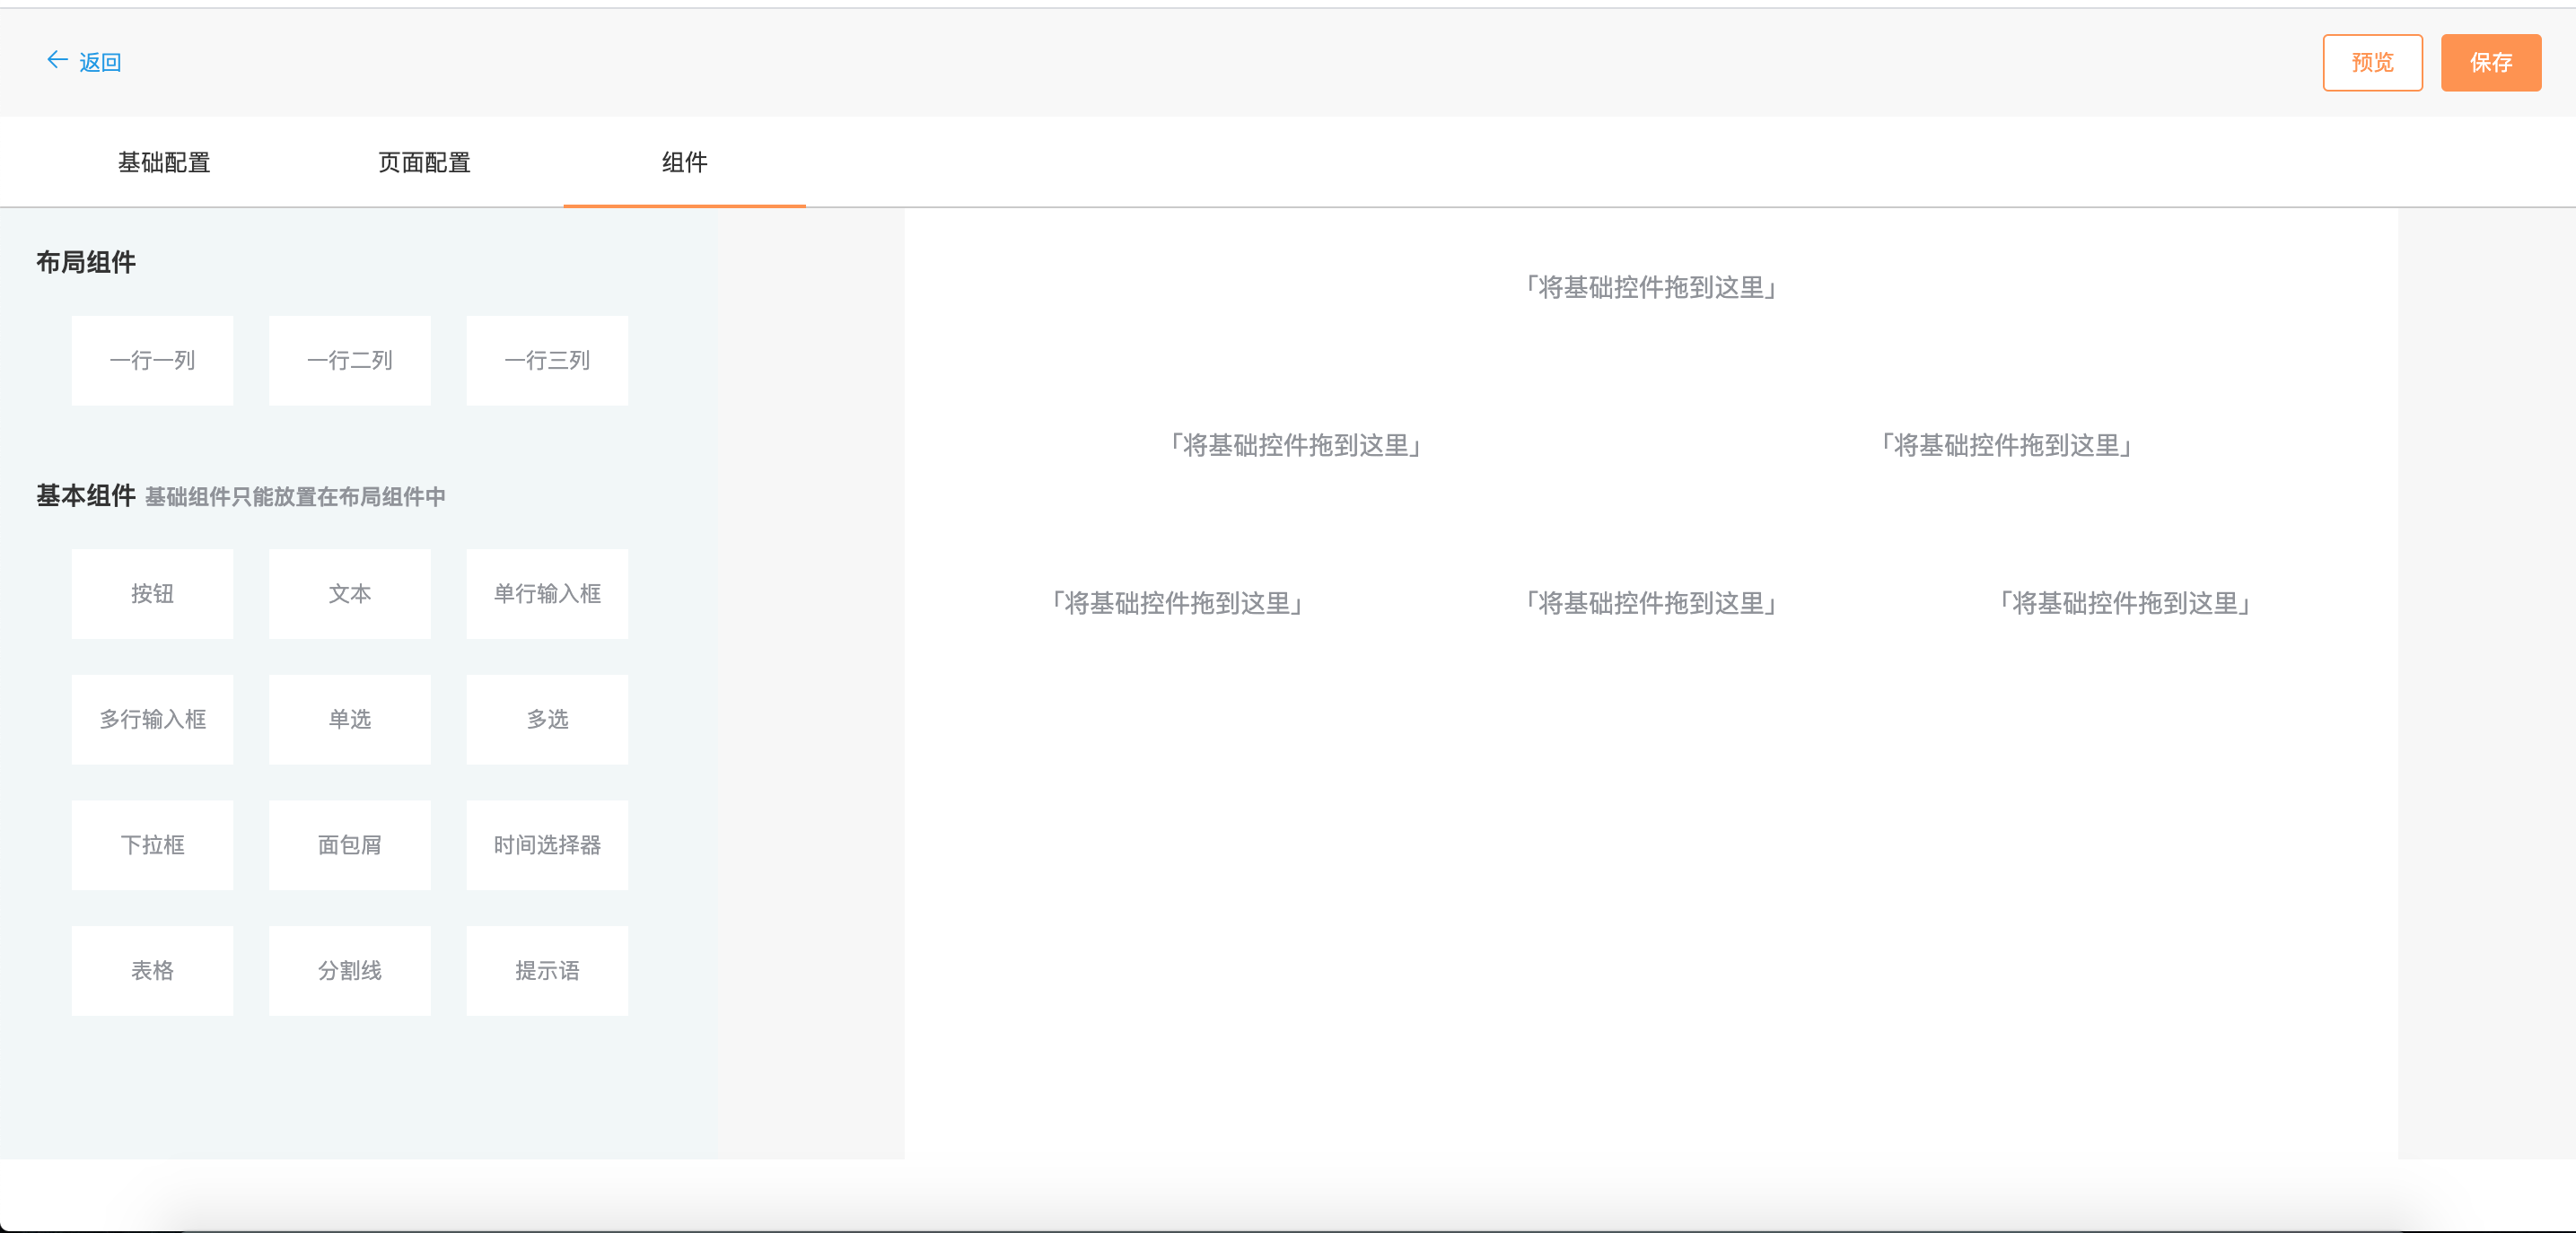 返回
预览 保存
基础配置 页面配置 组件
布局组件
一行一列 一行二列 一行三列
基本组件 基础组件只能放置在布局组件中
按钮 文本 单行输入框
多行输入框 单选 多选
下拉框 面包屑 时间选择器
表格 分割线 提示语
「将基础控件拖到这里」
「将基础控件拖到这里」 「将基础控件拖到这里」
「将基础控件拖到这里」 「将基础控件拖到这里」 「将基础控件拖到这里」